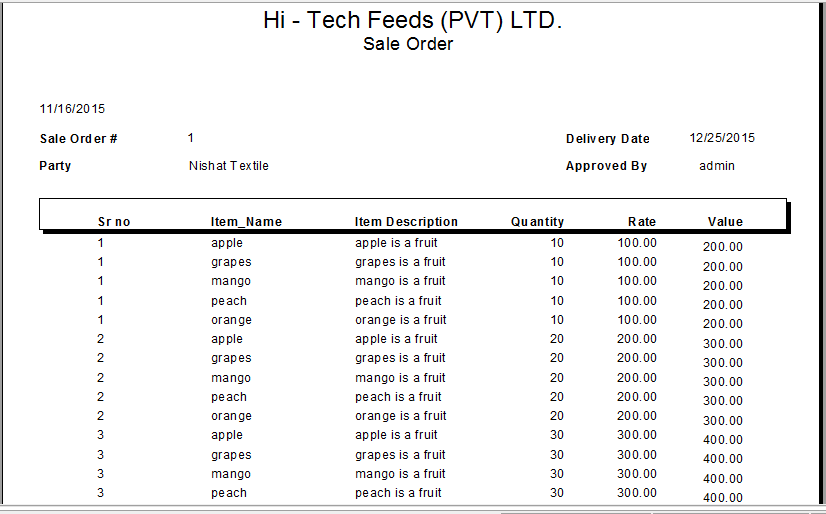 Hi - Tech Feeds (PVT) LTD.
Sale Order
11/16/2015
Sale Order # 1 Delivery Date 12/25/2015
Party Nishat Textile Approved By admin
Sr no Item_Name Item Description Quantity Rate Value
1 apple apple is a fruit 10 100.00 200.00
1 grapes grapes is a fruit 10 100.00 200.00
1 mango mango is a fruit 10 100.00 200.00
1 peach peach is a fruit 10 100.00 200.00
1 orange orange is a fruit 10 100.00 200.00
2 apple apple is a fruit 20 200.00 300.00
2 grapes grapes is a fruit 20 200.00 300.00
2 mango mango is a fruit 20 200.00 300.00
2 peach peach is a fruit 20 200.00 300.00
2 orange orange is a fruit 20 200.00 300.00
3 apple apple is a fruit 30 300.00 400.00
3 grapes grapes is a fruit 30 300.00 400.00
3 mango mango is a fruit 30 300.00 400.00
3 peach peach is a fruit 30 300.00 400.00